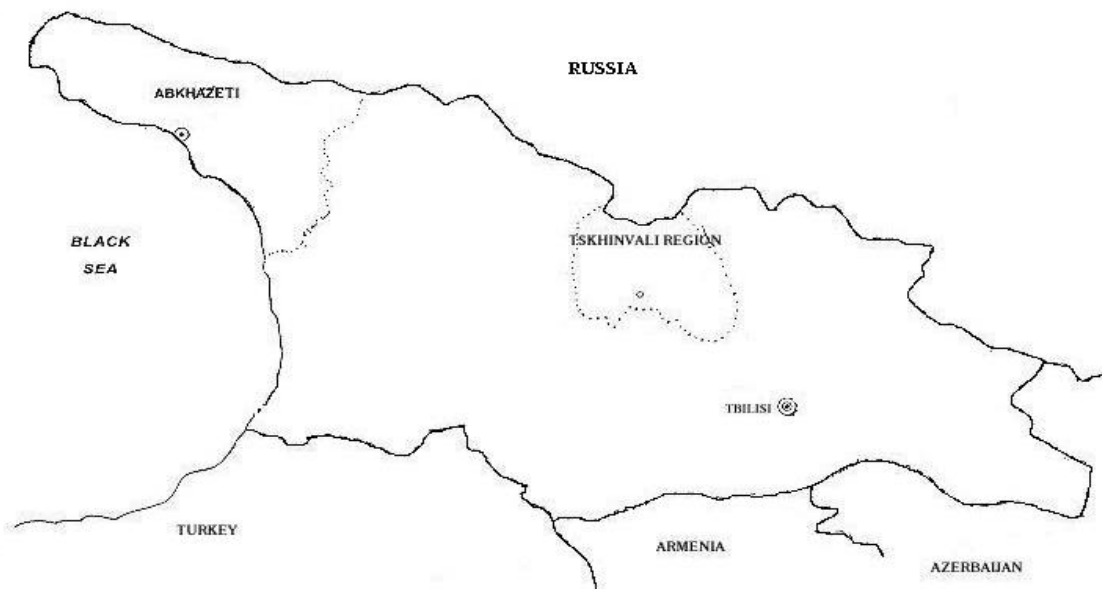 RUSSIA
ABKHAZETI
BLACK
SEA
TSKHINVALI REGION
TBILISI
TURKEY
ARMENIA
AZERBAIJAN